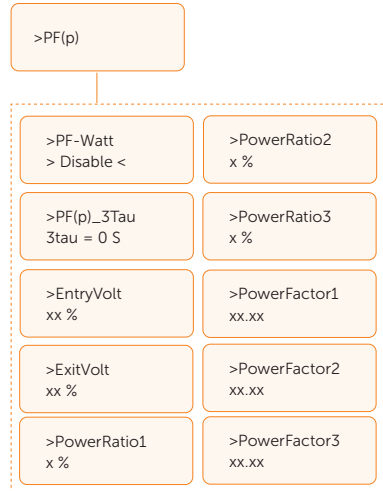 >PF(p)
>PF-Watt
> Disable <
>PF(p)_3Tau
3tau = 0 S
>EntryVolt
xx %
>ExitVolt
xx %
>PowerRatio1
x %
>PowerRatio2
x %
>PowerRatio3
x %
>PowerFactor1
xx.xx
>PowerFactor2
xx.xx
>PowerFactor3
xx.xx